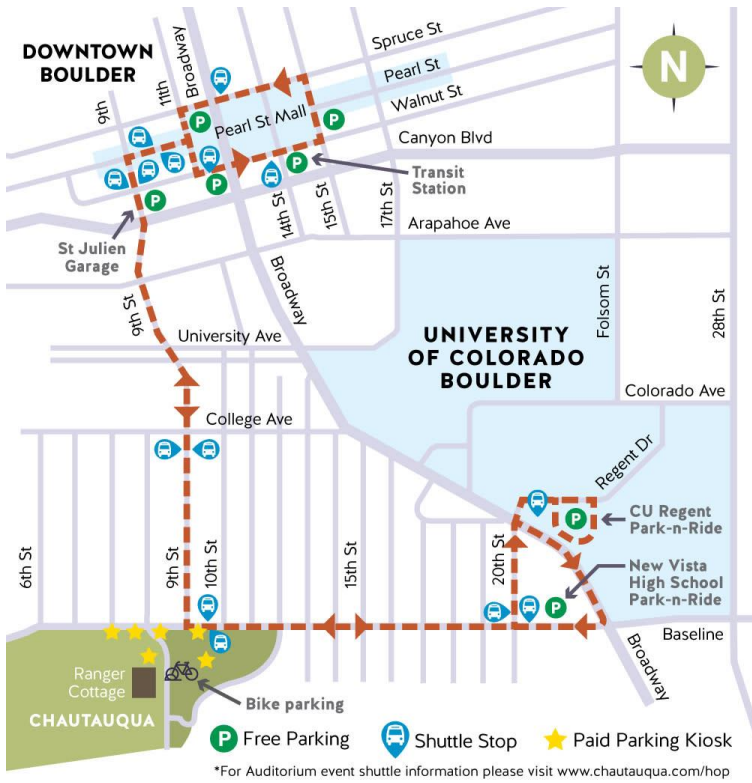 DOWNTOWN
BOULDER
9th
11th
Broadway
Spruce St
Pearl St
Walnut St
N
Pearl St Mall
P
P
P
P
P
Canyon Blvd
Transit
Station
St Julien
Garage
14th St
15th St
17th St
Arapahoe Ave
9th St
Broadway
University Ave
UNIVERSITY
OF COLORADO
BOULDER
Folsom St
28th St
Colorado Ave
College Ave
Regent Dr
P
CU Regent
Park-n-Ride
6th St
9th St
10th St
15th St
20th St
P
New Vista
High School
Park-n-Ride
Baseline
Broadway
Ranger
Cottage
CHAUTAUQUA
Bike parking
P Free Parking
Shuttle Stop
Paid Parking Kiosk
*For Auditorium event shuttle information please visit www.chautauqua.com/hop